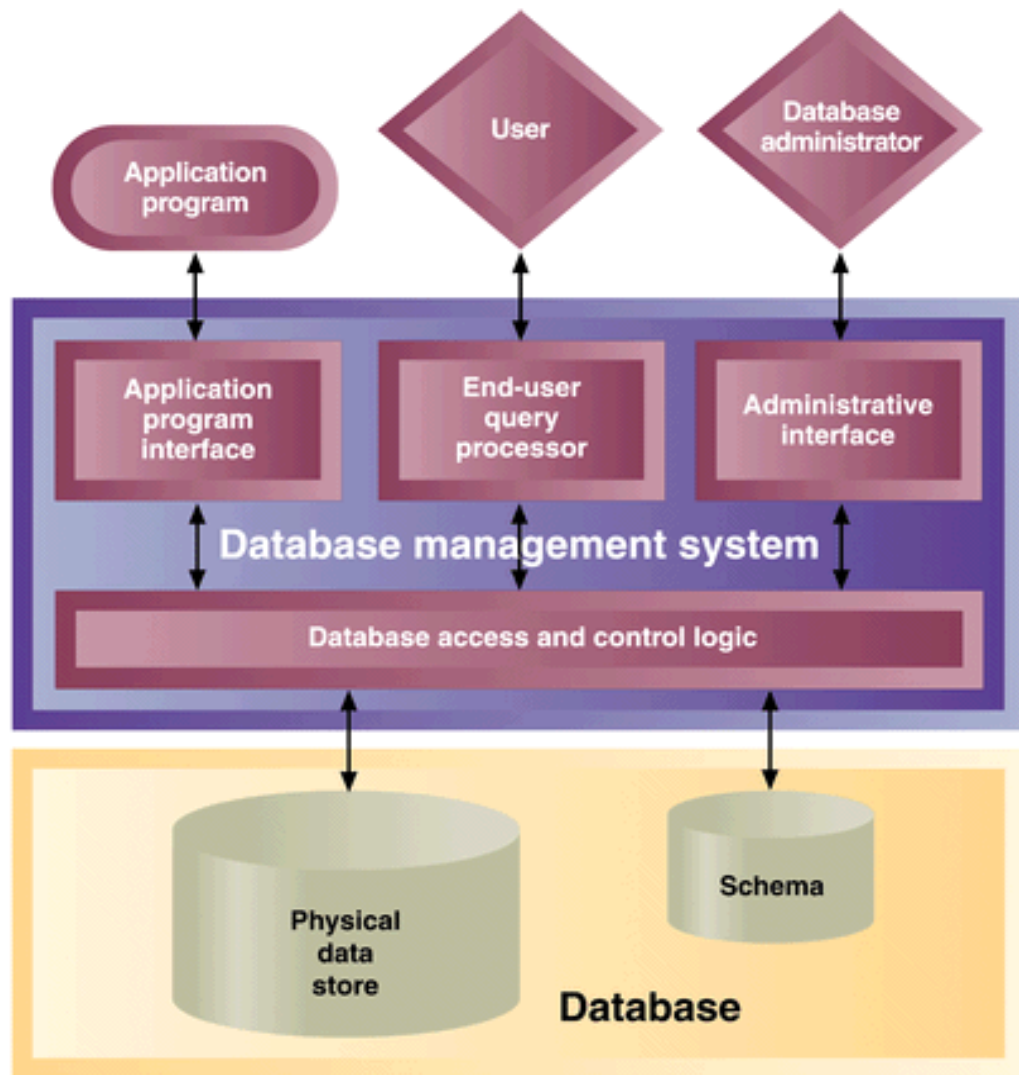 Application
program
User
Database
administrator
Application
program
interface
End-user
query
processor
Administrative
interface
Database management system
Database access and control logic
Physical
data
store
Schema
Database